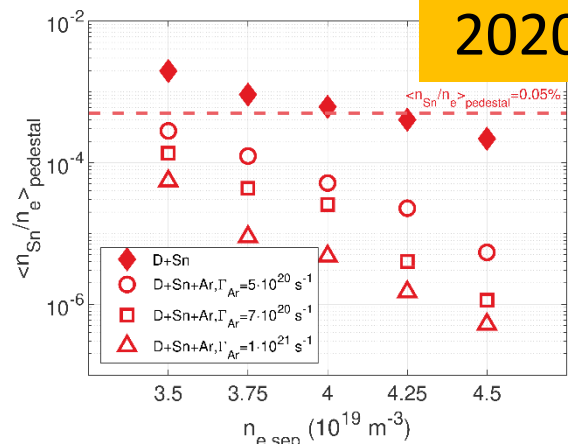 2020
10^-2
10^-4
10^-6
<n_Sn/n_e>_pedestal
<n_Sn/n_e>_pedestal=0.05%
D+Sn
D+Sn+Ar,Γ_Ar=5·10^20 s^-1
D+Sn+Ar,Γ_Ar=7·10^20 s^-1
D+Sn+Ar,Γ_Ar=1·10^21 s^-1
3.5 3.75 4 4.25 4.5
n_e,sep (10^19 m^-3)